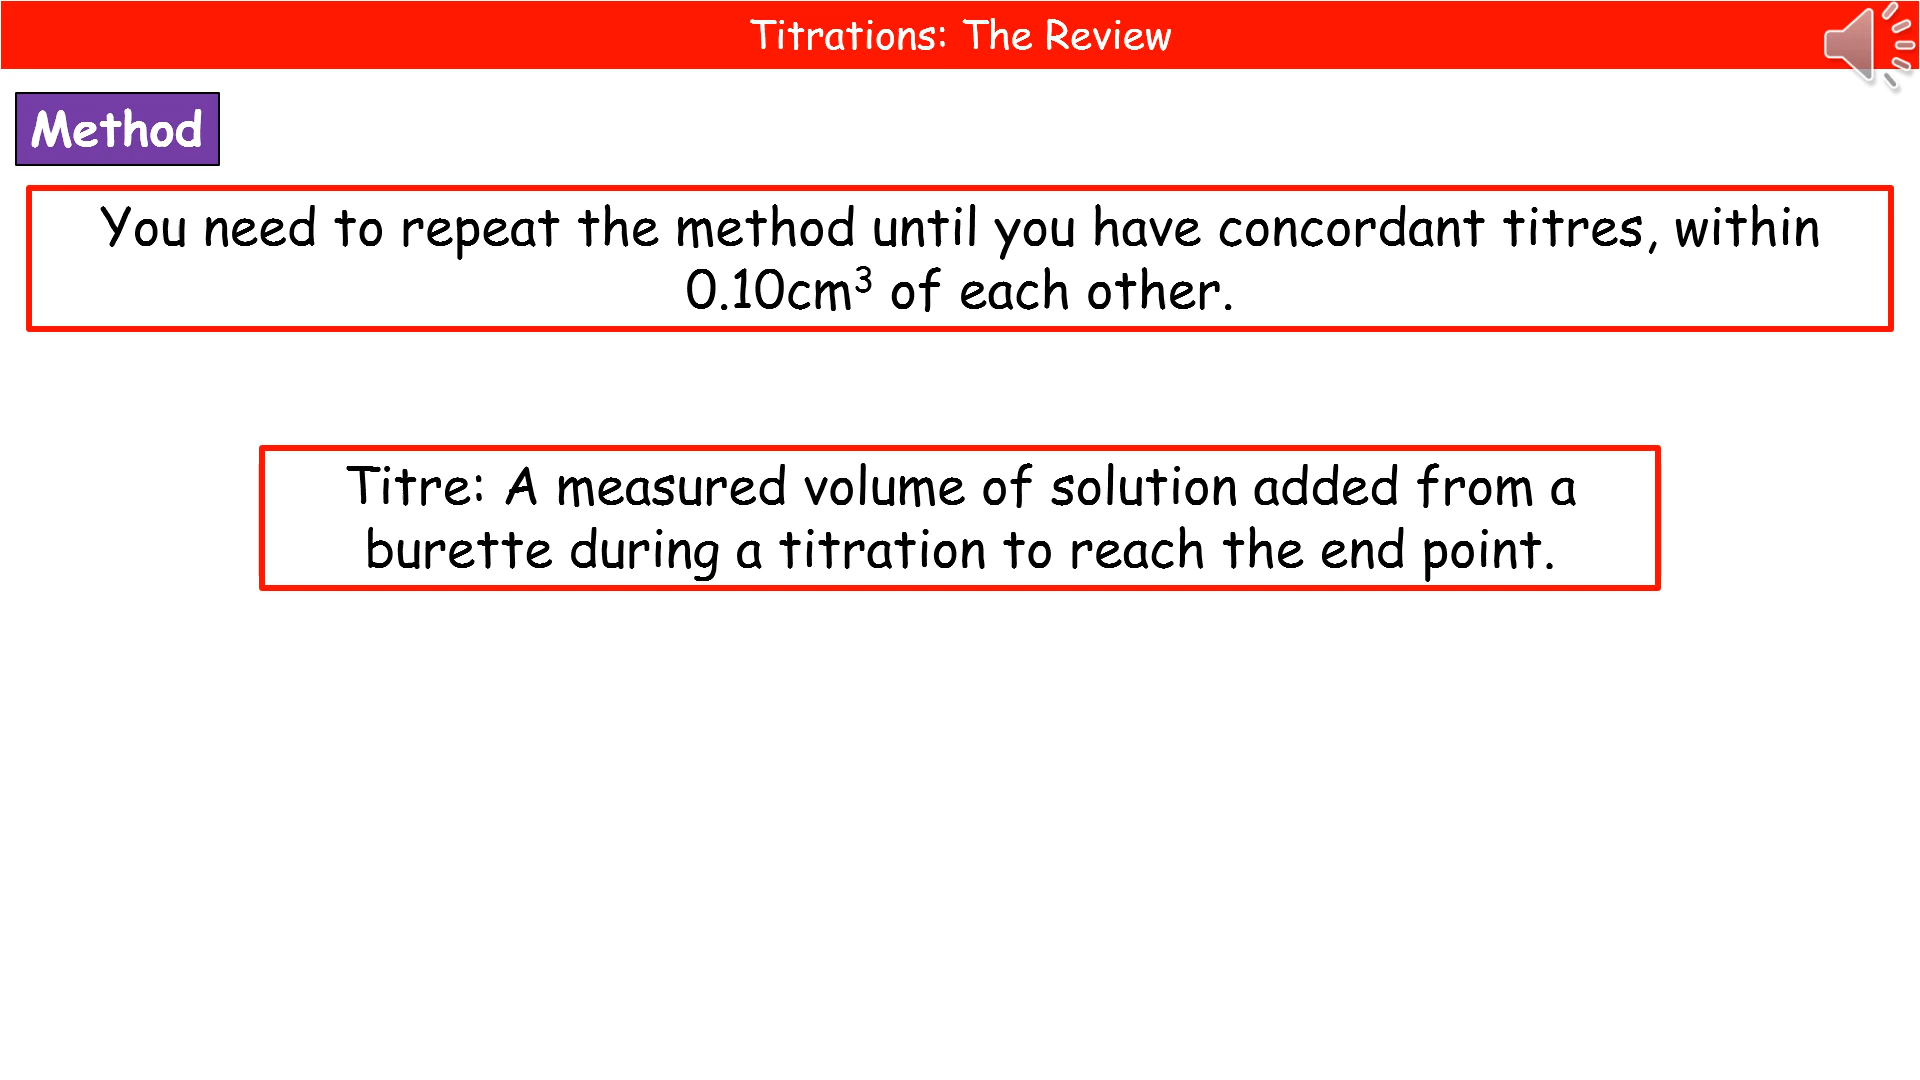 Titrations: The Review
Method
You need to repeat the method until you have concordant titres, within
0.10cm³ of each other.
Titre: A measured volume of solution added from a
burette during a titration to reach the end point.